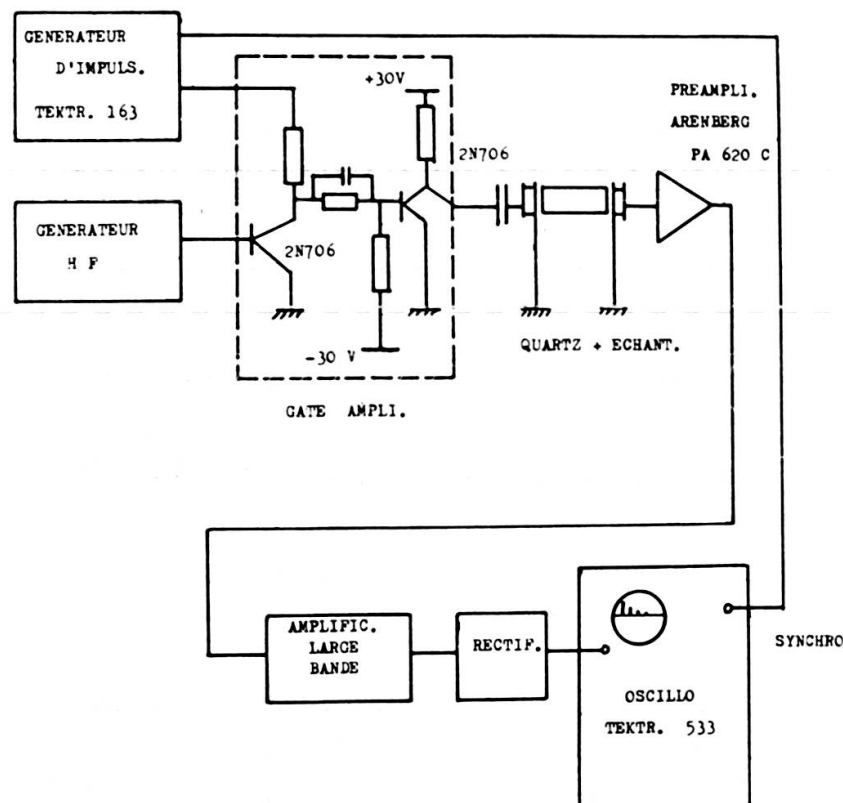 GENERATEUR
D'IMPULS.
TEKTR. 163
+30V
PREAMPLI.
ARENBERG
PA 620 C
2N706
GENERATEUR
H F
2N706
-30 V
QUARTZ + ECHANT.
GATE AMPLI.
AMPLIFIC.
LARGE
BANDE
RECTIF.
SYNCHRO
OSCILLO
TEKTR. 533